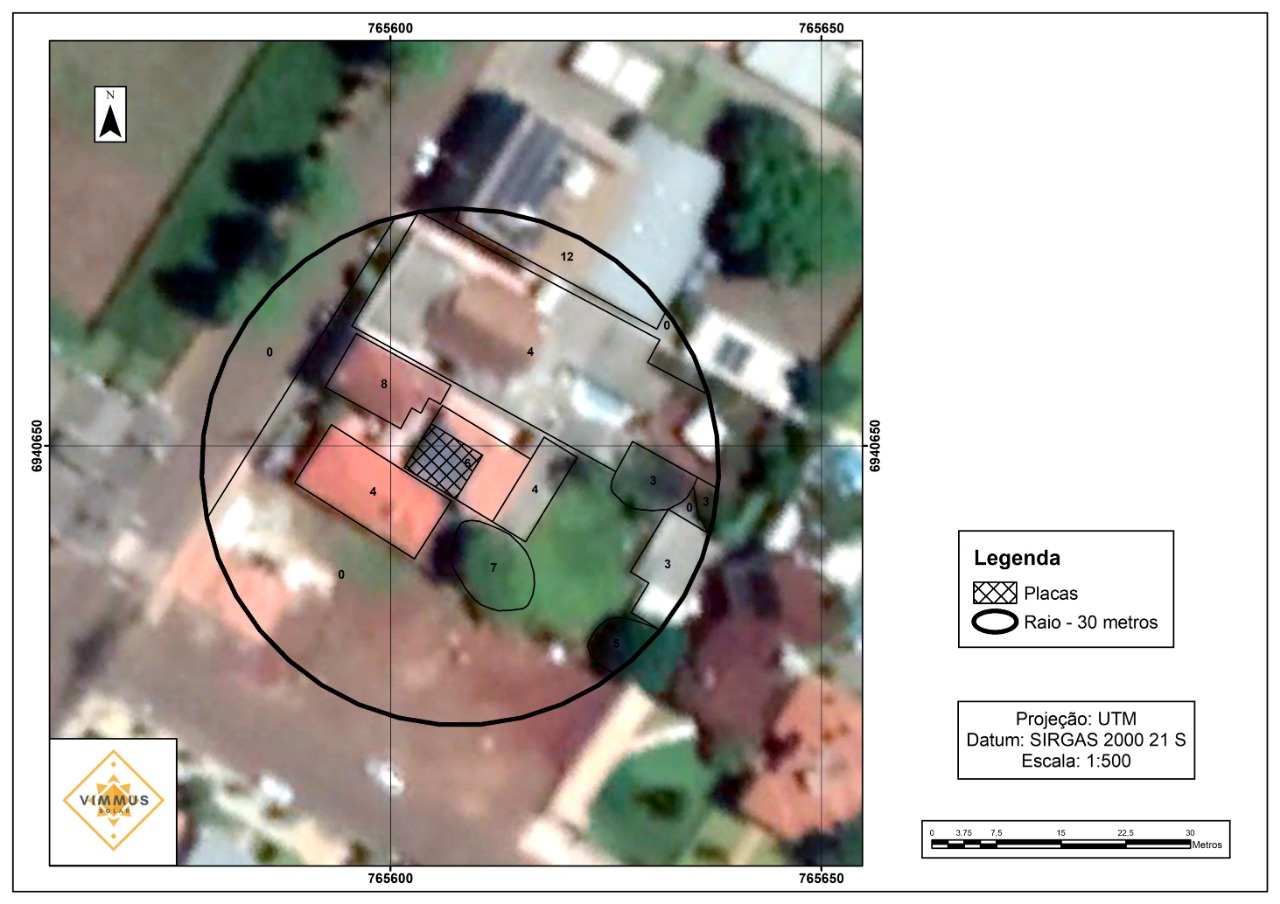 765600
765650
N
12
0
4
0
8
6940650
6940650
6
3
4
4
3
0
7
3
0
5
Legenda
Placas
Raio - 30 metros
Projeção: UTM
Datum: SIRGAS 2000 21 S
Escala: 1:500
VIMMUS
SOLAR
0 3,75 7,5 15 22,5 30
Metros
765600
765650